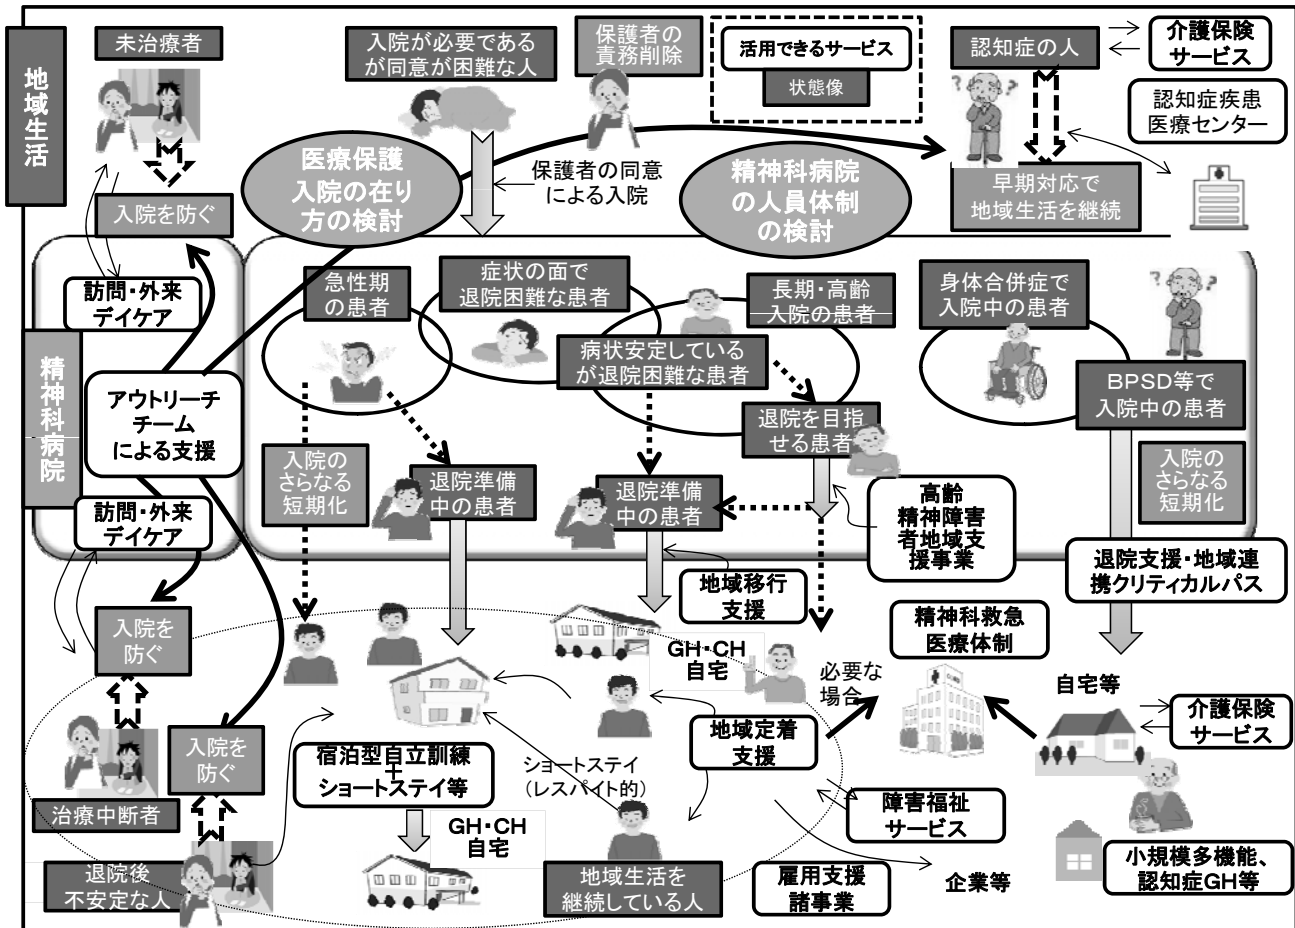 未治療者
入院が必要である
が同意が困難な人
保護者の
責務削除
活用できるサービス
状態像
認知症の人
介護保険
サービス
地域生活
認知症疾患
医療センター
医療保護
入院の在り
方の検討
保護者の同意
による入院
精神科病院
の人員体制
の検討
早期対応で
地域生活を継続
入院を防ぐ
訪問・外来
デイケア
急性期
の患者
症状の面で
退院困難な患者
長期・高齢
入院の患者
身体合併症で
入院中の患者
病状安定している
が退院困難な患者
精神科病院
アウトリーチ
チーム
による支援
退院を目指
せる患者
BPSD等で
入院中の患者
入院の
さらなる
短期化
退院準備
中の患者
退院準備
中の患者
高齢
精神障害
者地域支
援事業
入院の
さらなる
短期化
訪問・外来
デイケア
退院支援・地域連
携クリティカルパス
地域移行
支援
入院を
防ぐ
精神科救急
医療体制
GH・CH
自宅
必要な
場合
自宅等
介護保険
サービス
入院を
防ぐ
地域定着
支援
宿泊型自立訓練
+
ショートステイ等
ショートステイ
(レスパイト的)
治療中断者
障害福祉
サービス
GH・CH
自宅
退院後
不安定な人
地域生活を
継続している人
雇用支援
諸事業
企業等
小規模多機能、
認知症GH等